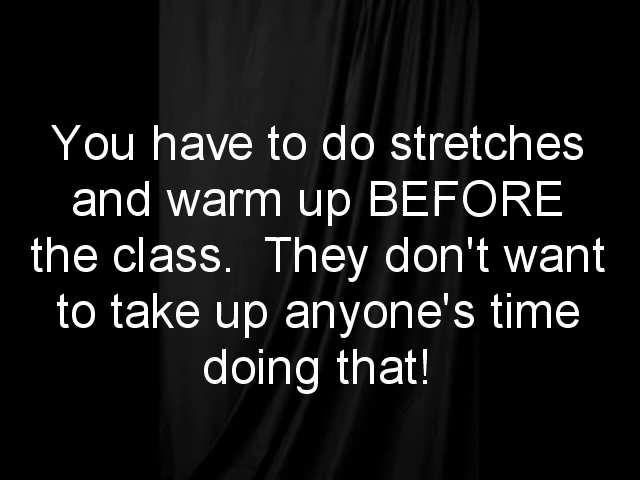 You have to do stretches
and warm up BEFORE
the class.  They don't want
to take up anyone's time
doing that!